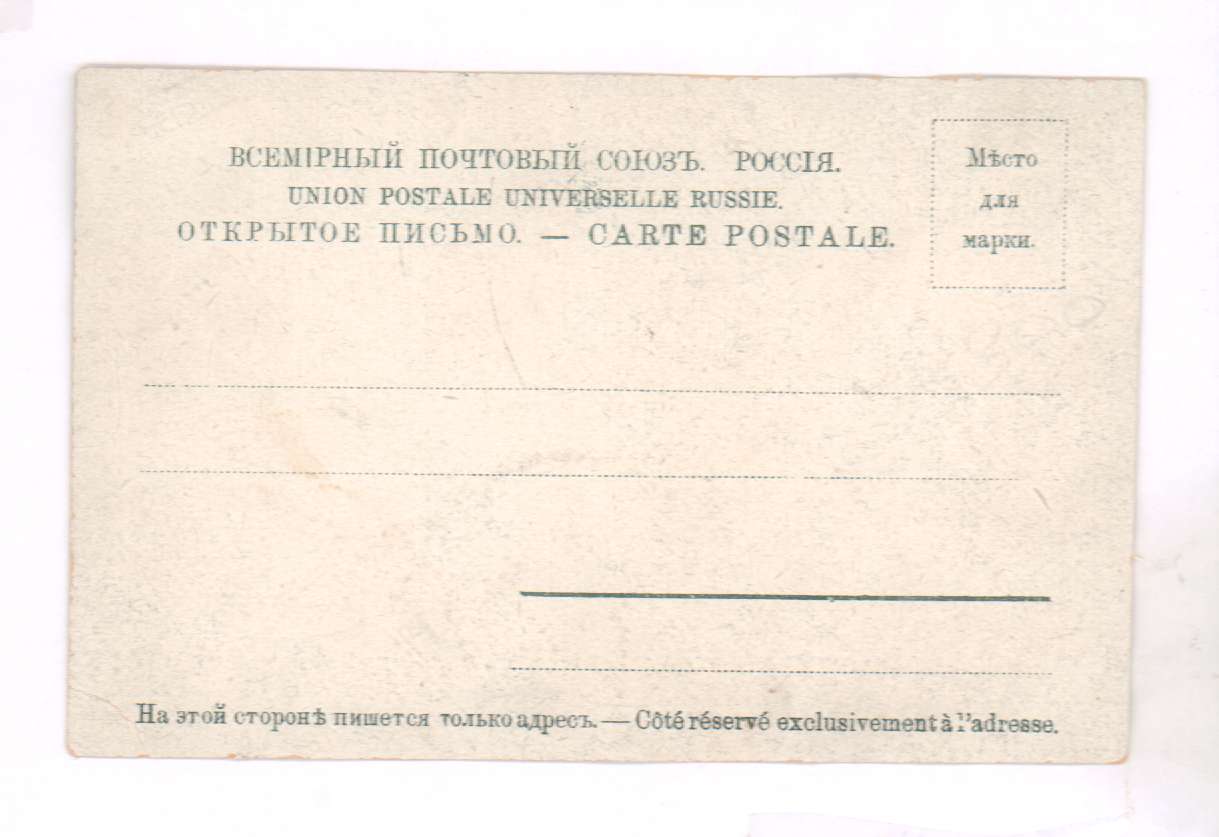 ВСЕМІРНЫЙ ПОЧТОВЫЙ СОЮЗЪ. РОССІЯ.
UNION POSTALE UNIVERSELLE RUSSIE.
ОТКРЫТОЕ ПИСЬМО. — CARTE POSTALE.
Мѣсто
для
марки.
На этой сторонѣ пишется только адресъ. — Côté réservé exclusivement à l'adresse.